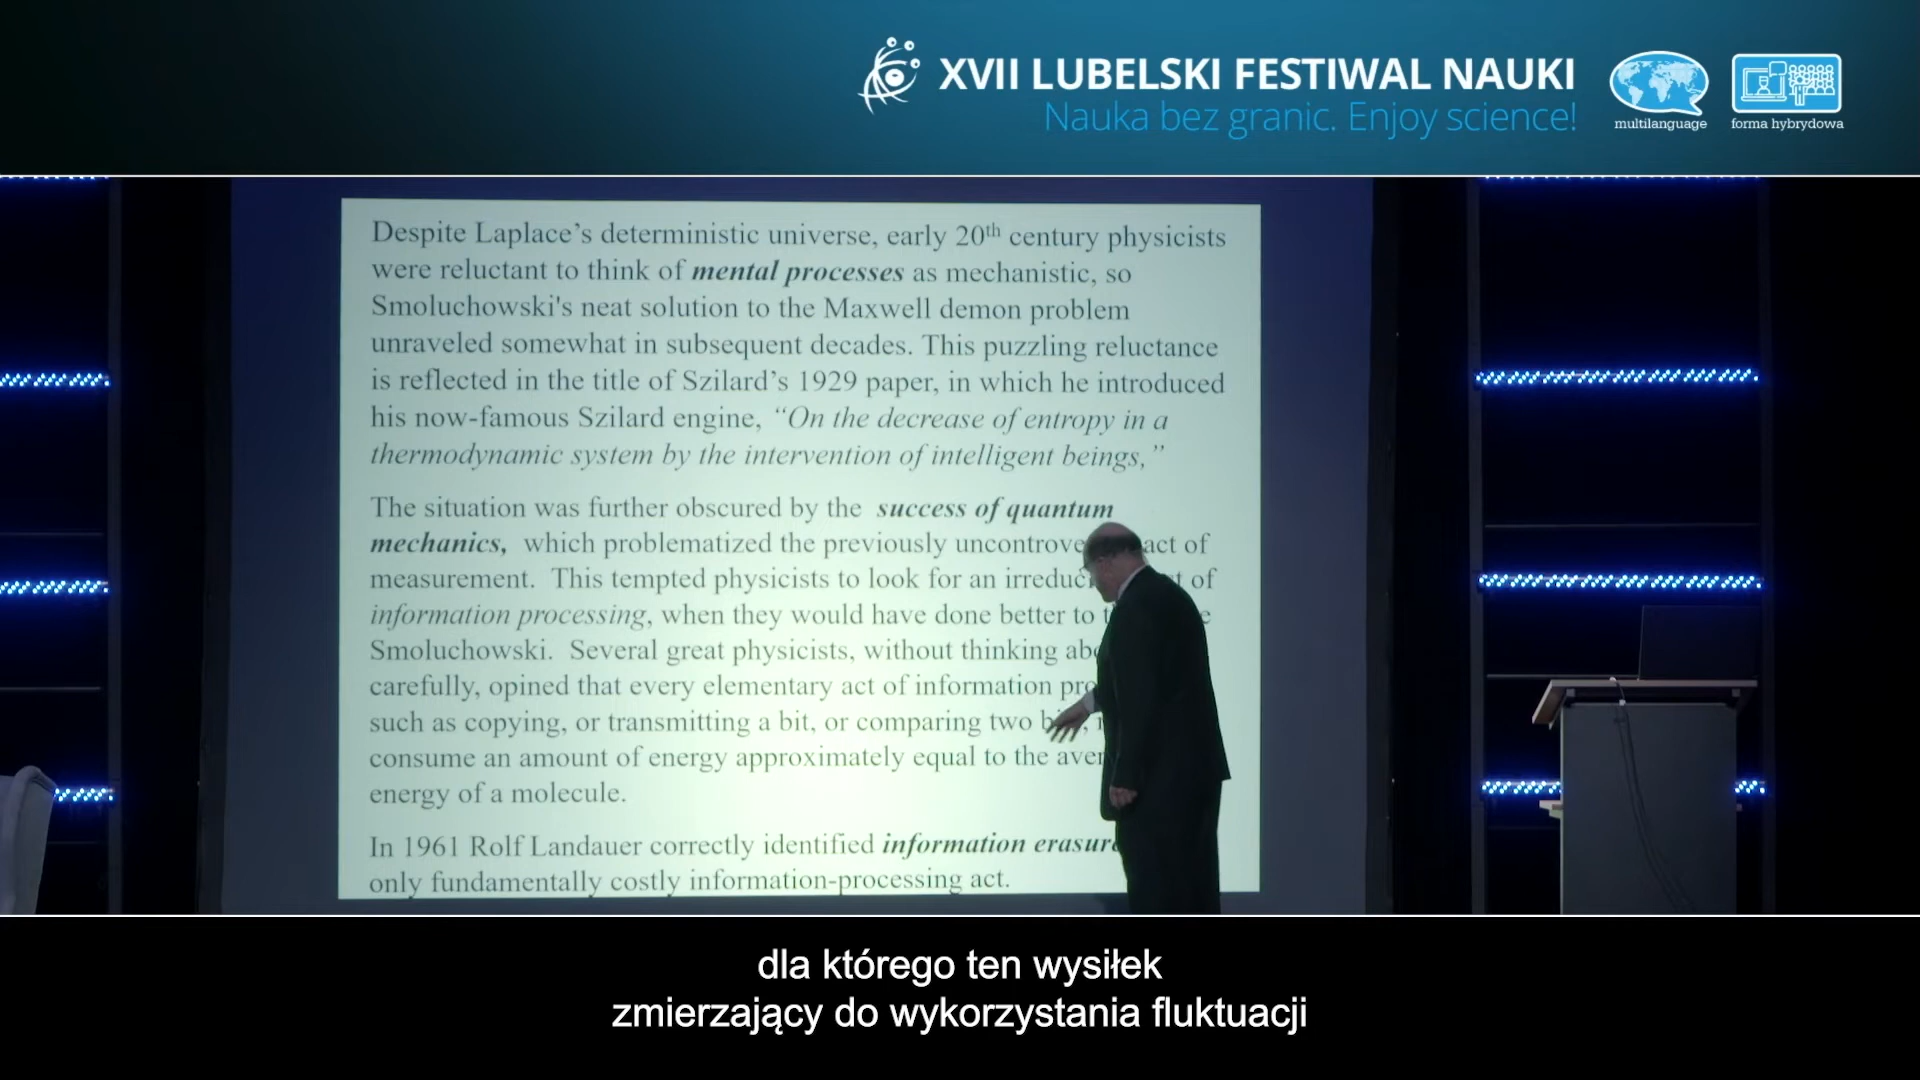 XVII LUBELSKI FESTIWAL NAUKI
Nauka bez granic. Enjoy science!
multilanguage
forma hybrydowa
Despite Laplace’s deterministic universe, early 20th century physicists
were reluctant to think of mental processes as mechanistic, so
Smoluchowski's neat solution to the Maxwell demon problem
unraveled somewhat in subsequent decades. This puzzling reluctance
is reflected in the title of Szilard’s 1929 paper, in which he introduced
his now-famous Szilard engine, “On the decrease of entropy in a
thermodynamic system by the intervention of intelligent beings,”
The situation was further obscured by the success of quantum
mechanics, which problematized the previously act of
measurement. This tempted physicists to look for an of
information processing, when they would have done better to
Smoluchowski. Several great physicists, without thinking
carefully, opined that every elementary act of information
such as copying, or transmitting a bit, or comparing two
consume an amount of energy approximately equal to the
energy of a molecule.
In 1961 Rolf Landauer correctly identified information erasure
only fundamentally costly information-processing act.
dla którego ten wysiłek
zmierzający do wykorzystania fluktuacji